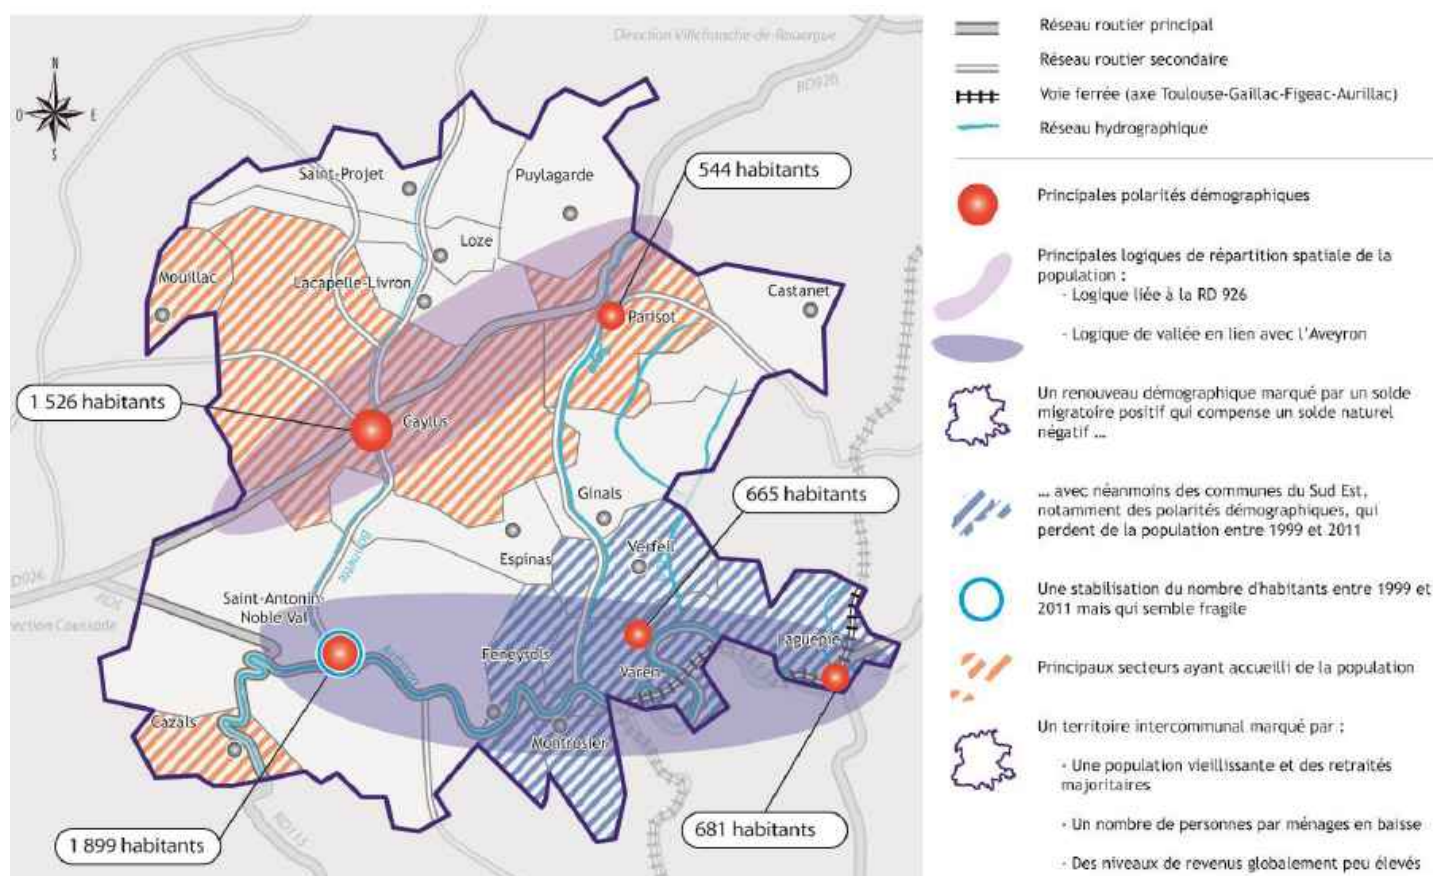 Direction Villefranche-de-Rouergue
RD926
N
O
E
S
Saint-Projet
Puylagarde
544 habitants
Loze
Mouillac
Lacapelle-Livron
Castanet
Parisot
1 526 habitants
Caylus
665 habitants
Ginals
Espinas
Verfeil
Bonnette
RD926
Saint-Antonin
Noble Val
Direction Caussade
Laguépie
Feneyrols
Varen
Aveyron
Cazals
Montrosier
RD115
681 habitants
1 899 habitants
Réseau routier principal
Réseau routier secondaire
Voie ferrée (axe Toulouse-Gaillac-Figeac-Aurillac)
Réseau hydrographique
Principales polarités démographiques
Principales logiques de répartition spatiale de la
population :
- Logique liée à la RD 926
- Logique de vallée en lien avec l'Aveyron
Un renouveau démographique marqué par un solde
migratoire positif qui compense un solde naturel
négatif ...
... avec néanmoins des communes du Sud Est,
notamment des polarités démographiques, qui
perdent de la population entre 1999 et 2011
Une stabilisation du nombre d'habitants entre 1999 et
2011 mais qui semble fragile
Principaux secteurs ayant accueilli de la population
Un territoire intercommunal marqué par :
- Une population vieillissante et des retraités
majoritaires
- Un nombre de personnes par ménages en baisse
- Des niveaux de revenus globalement peu élevés